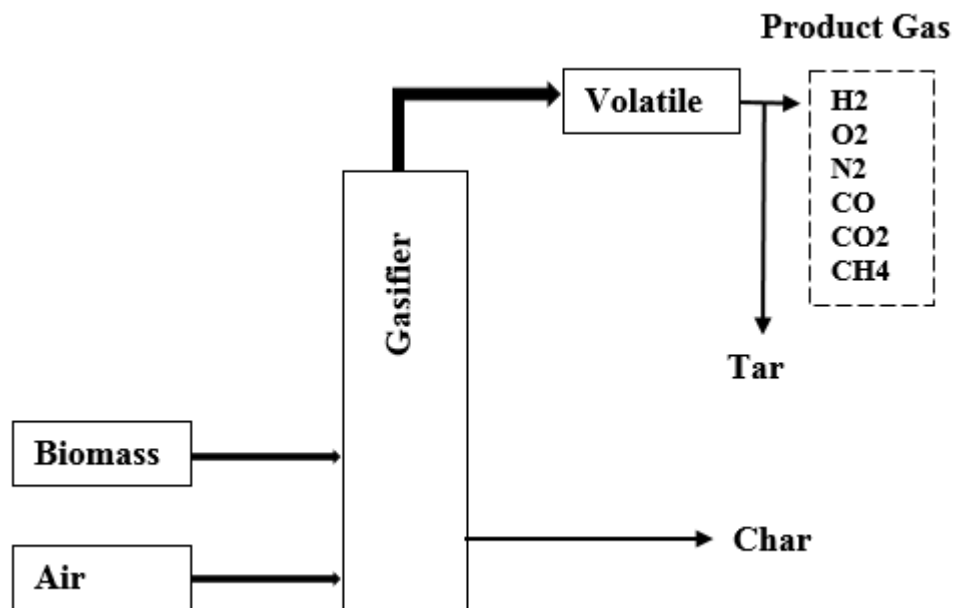 Product Gas
Volatile
H2
O2
N2
CO
CO2
CH4
Gasifier
Tar
Biomass
Char
Air